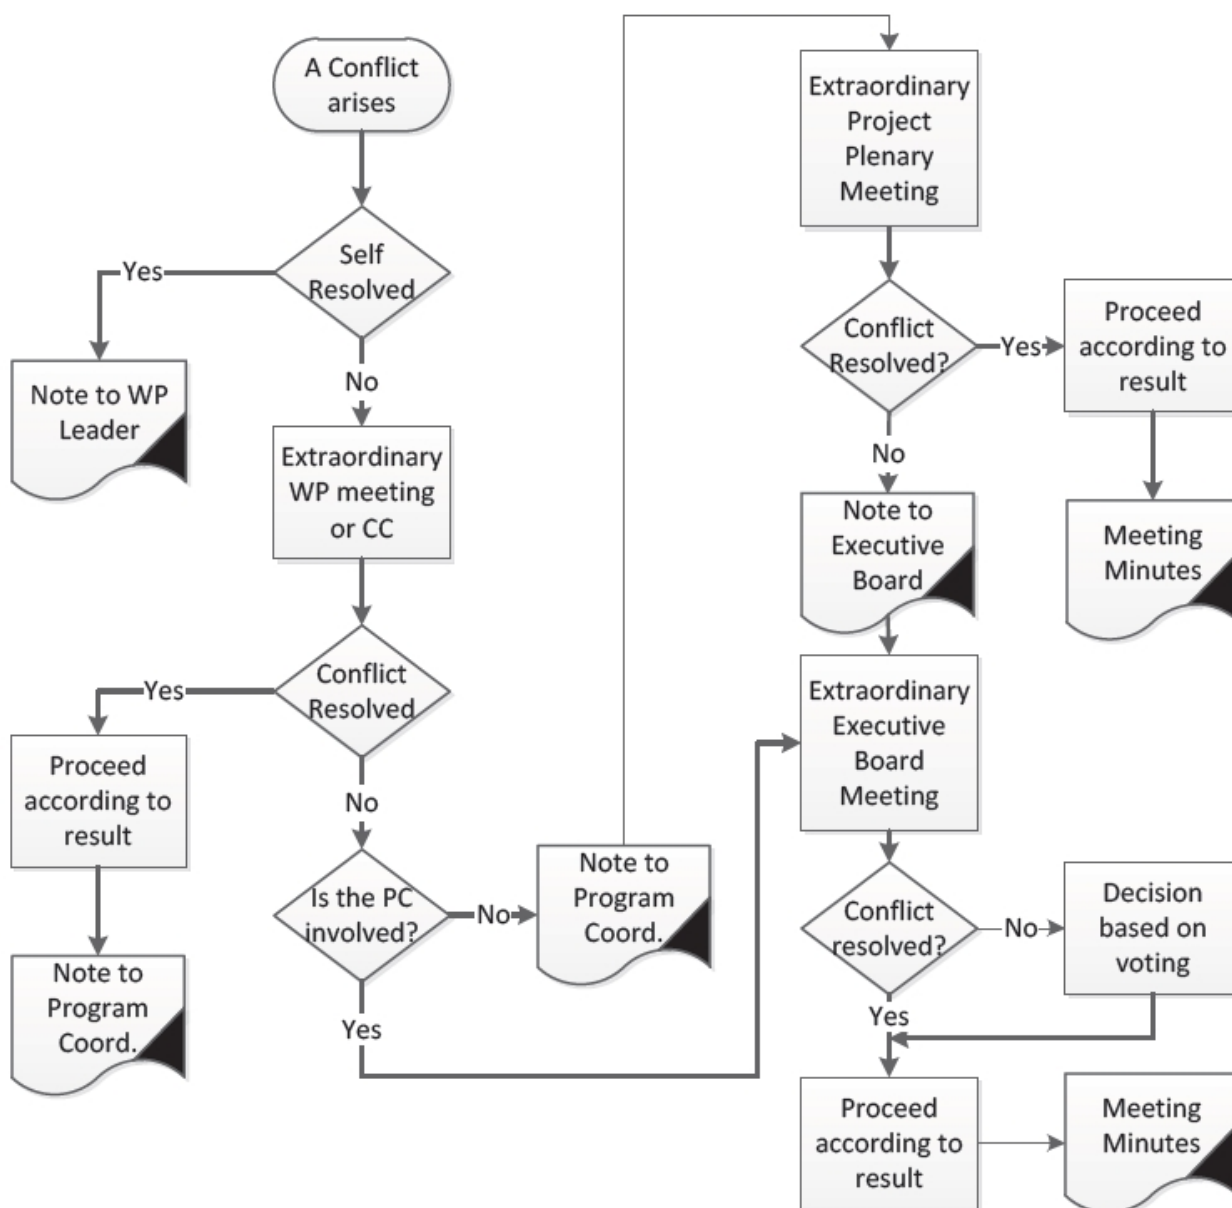 A Conflict
arises
Self
Resolved
Yes
No
Note to WP
Leader
Extraordinary
WP meeting
or CC
Conflict
Resolved
Yes
No
Proceed
according to
result
Note to
Program
Coord.
Is the PC
involved?
No
Yes
Note to
Program
Coord.
Extraordinary
Project
Plenary
Meeting
Conflict
Resolved?
Yes
No
Proceed
according to
result
Meeting
Minutes
Note to
Executive
Board
Extraordinary
Executive
Board
Meeting
Conflict
resolved?
No
Yes
Decision
based on
voting
Proceed
according to
result
Meeting
Minutes